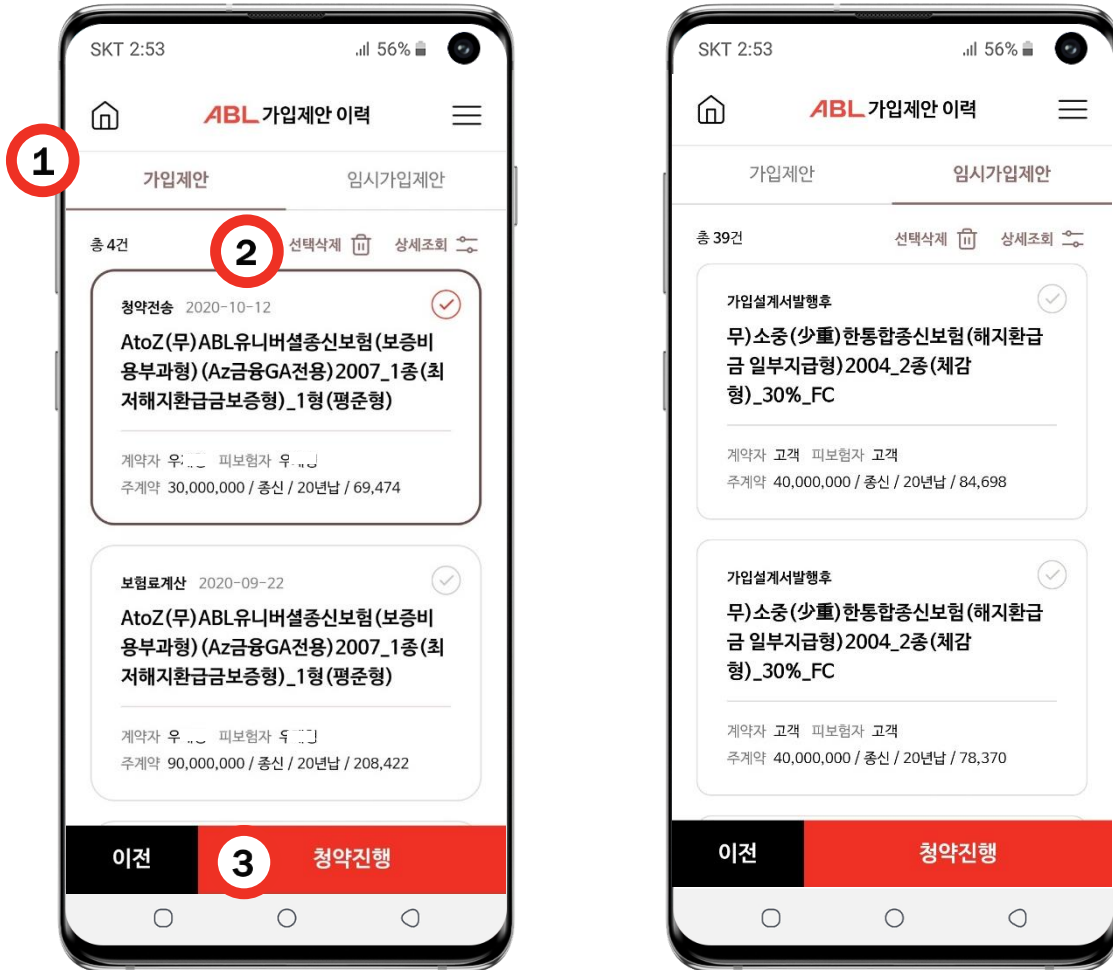 SKT 2:53
56%
ABL 가입제안 이력
1
가입제안
임시가입제안
총 4건
2
선택삭제
상세조회
청약전송 2020-10-12
AtoZ(무)ABL유니버셜종신보험(보증비
용부과형)(Az금융GA전용)2007_1종(최
저해지환급금보증형)_1형(평준형)
계약자 우 피보험자 우
주계약 30,000,000 / 종신 / 20년납 / 69,474
보험료계산 2020-09-22
AtoZ(무)ABL유니버셜종신보험(보증비
용부과형)(Az금융GA전용)2007_1종(최
저해지환급금보증형)_1형(평준형)
계약자 우 피보험자 우
주계약 90,000,000 / 종신 / 20년납 / 208,422
이전
3
청약진행
SKT 2:53
56%
ABL 가입제안 이력
가입제안
임시가입제안
총 39건
선택삭제
상세조회
가입설계서발행후
무)소중(少重)한통합종신보험(해지환급
금 일부지급형)2004_2종(체감
형)_30%_FC
계약자 고객 피보험자 고객
주계약 40,000,000 / 종신 / 20년납 / 84,698
가입설계서발행후
무)소중(少重)한통합종신보험(해지환급
금 일부지급형)2004_2종(체감
형)_30%_FC
계약자 고객 피보험자 고객
주계약 40,000,000 / 종신 / 20년납 / 78,370
이전
청약진행